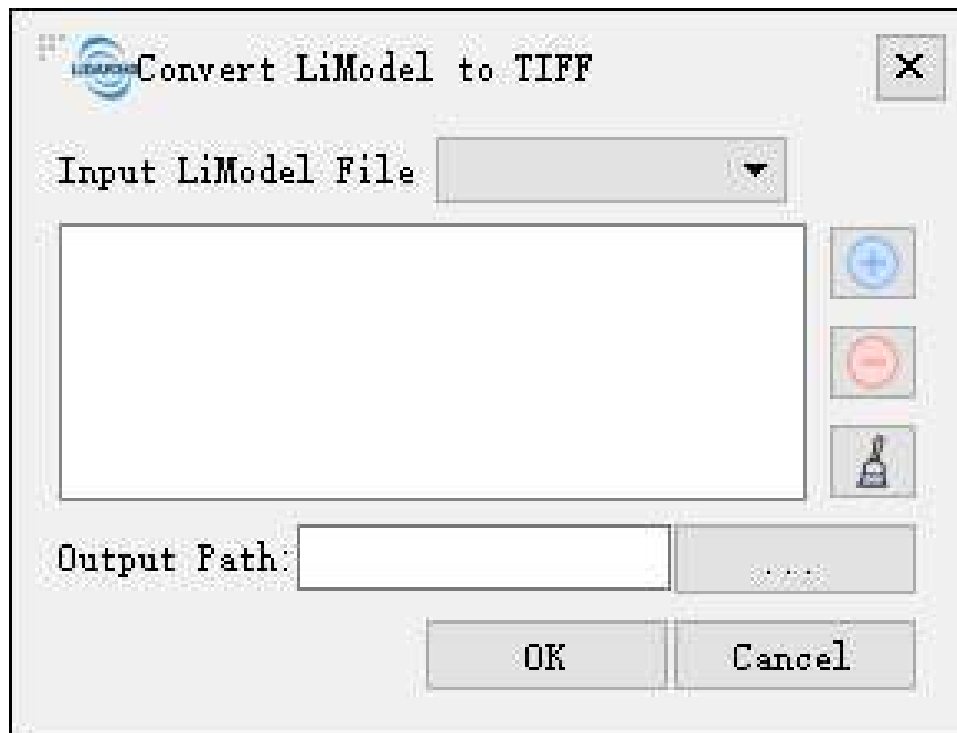 Convert LiModel to TIFF
Input LiModel File
Output Path:
...
OK Cancel